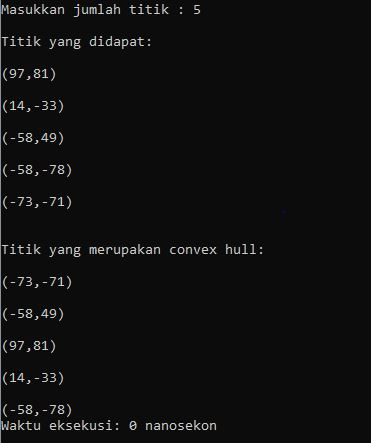 Masukkan jumlah titik : 5
Titik yang didapat:
(97,81)
(14,-33)
(-58,49)
(-58,-78)
(-73,-71)
Titik yang merupakan convex hull:
(-73,-71)
(-58,49)
(97,81)
(14,-33)
(-58,-78)
Waktu eksekusi: 0 nanosekon